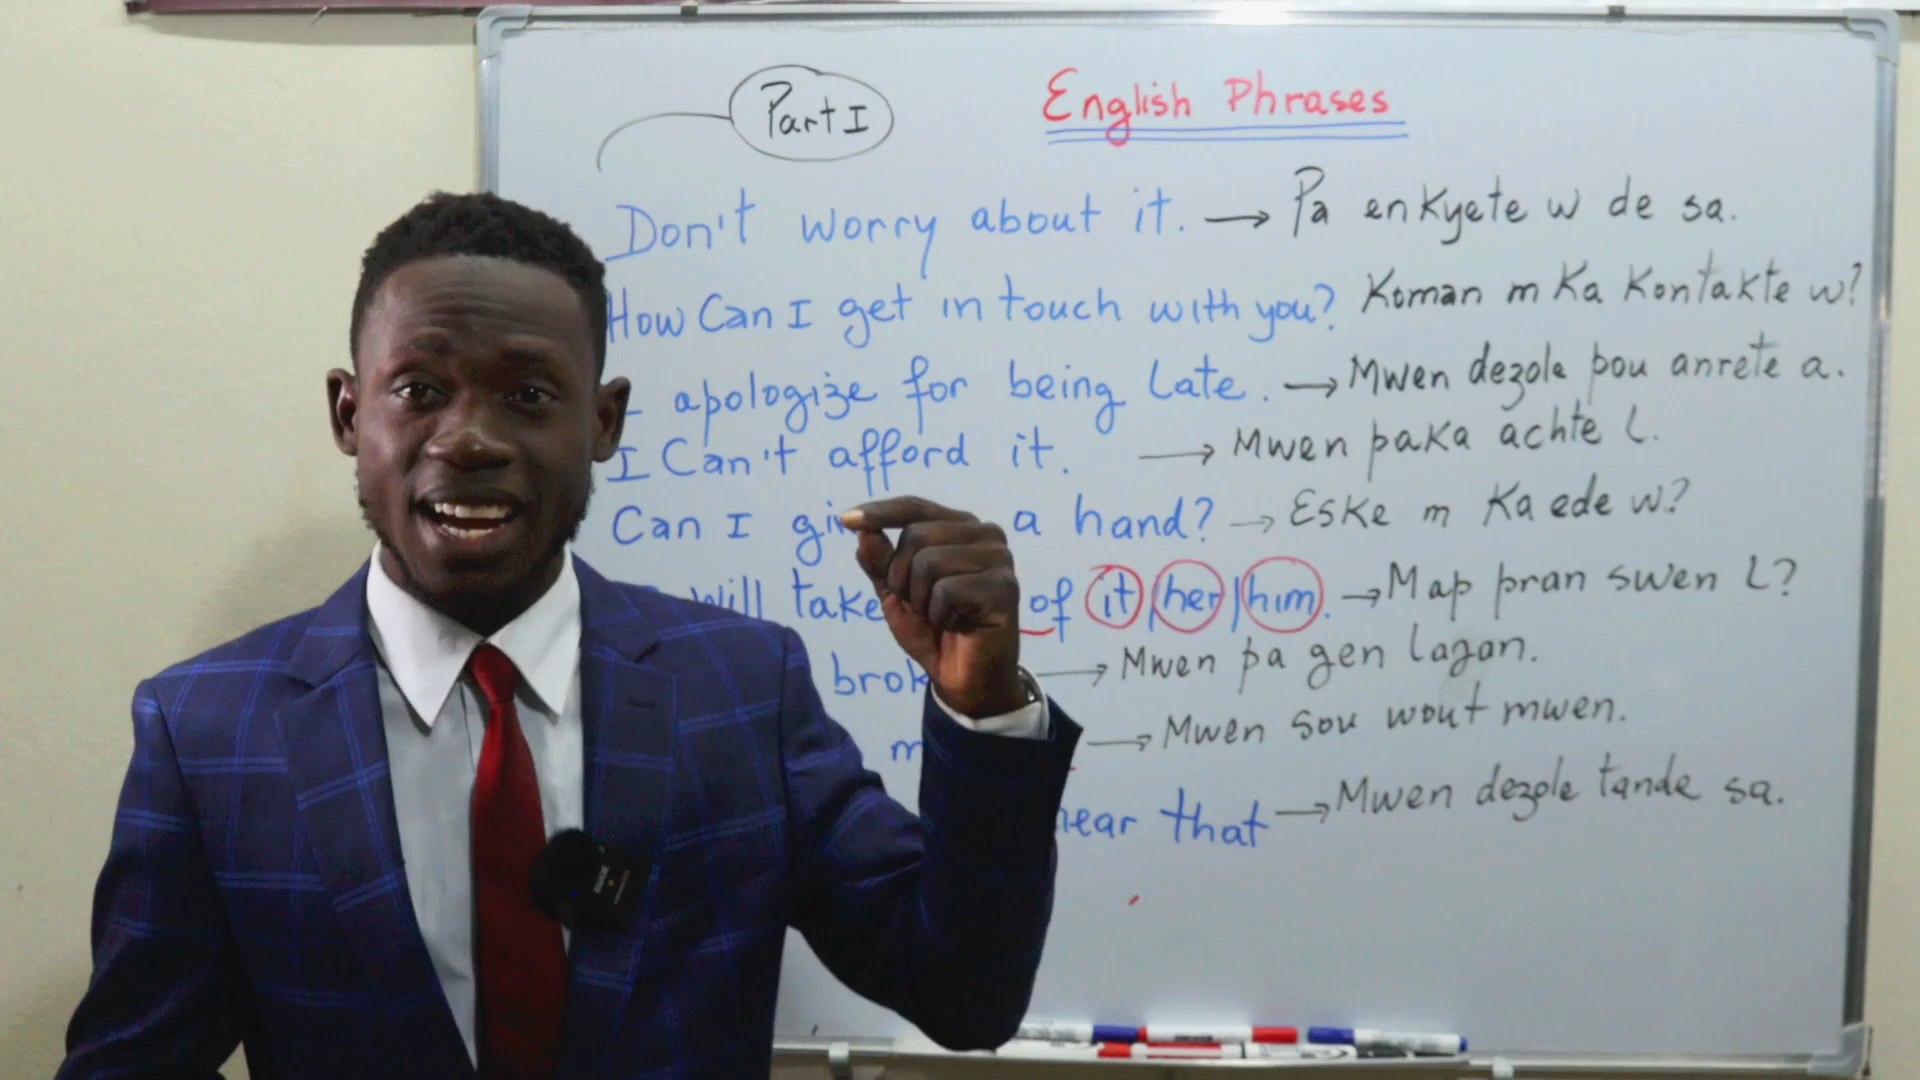 Part I
English Phrases
Don't worry about it. → Pa enkyete w de sa.
How Can I get in touch with you? Koman m Ka Kontakte w?
apologize for being Late. → Mwen dezole pou anrete a.
I Can't afford it. → Mwen paka achte L.
Can I a hand? → Eske m Ka ede w?
will take of it/her/him. → Map pran swen L?
→ Mwen pa gen lajan.
→ Mwen sou wout mwen.
that → Mwen dezole tande sa.